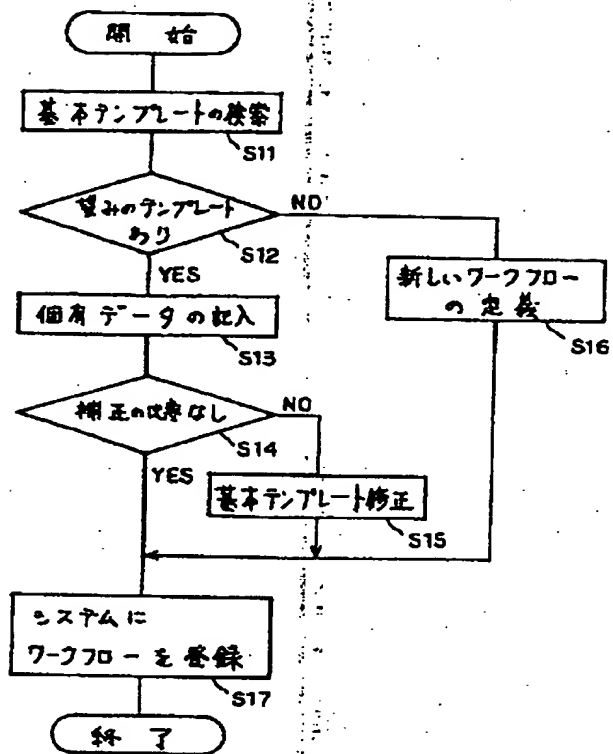 開始
基本テンプレートの検索
S11
望みのテンプレート
あり
S12
NO
YES
新しいワークフロー
の定義
S16
個有データの記入
S13
補正の必要なし
S14
NO
YES
基本テンプレート修正
S15
システムに
ワークフローを登録
S17
終了